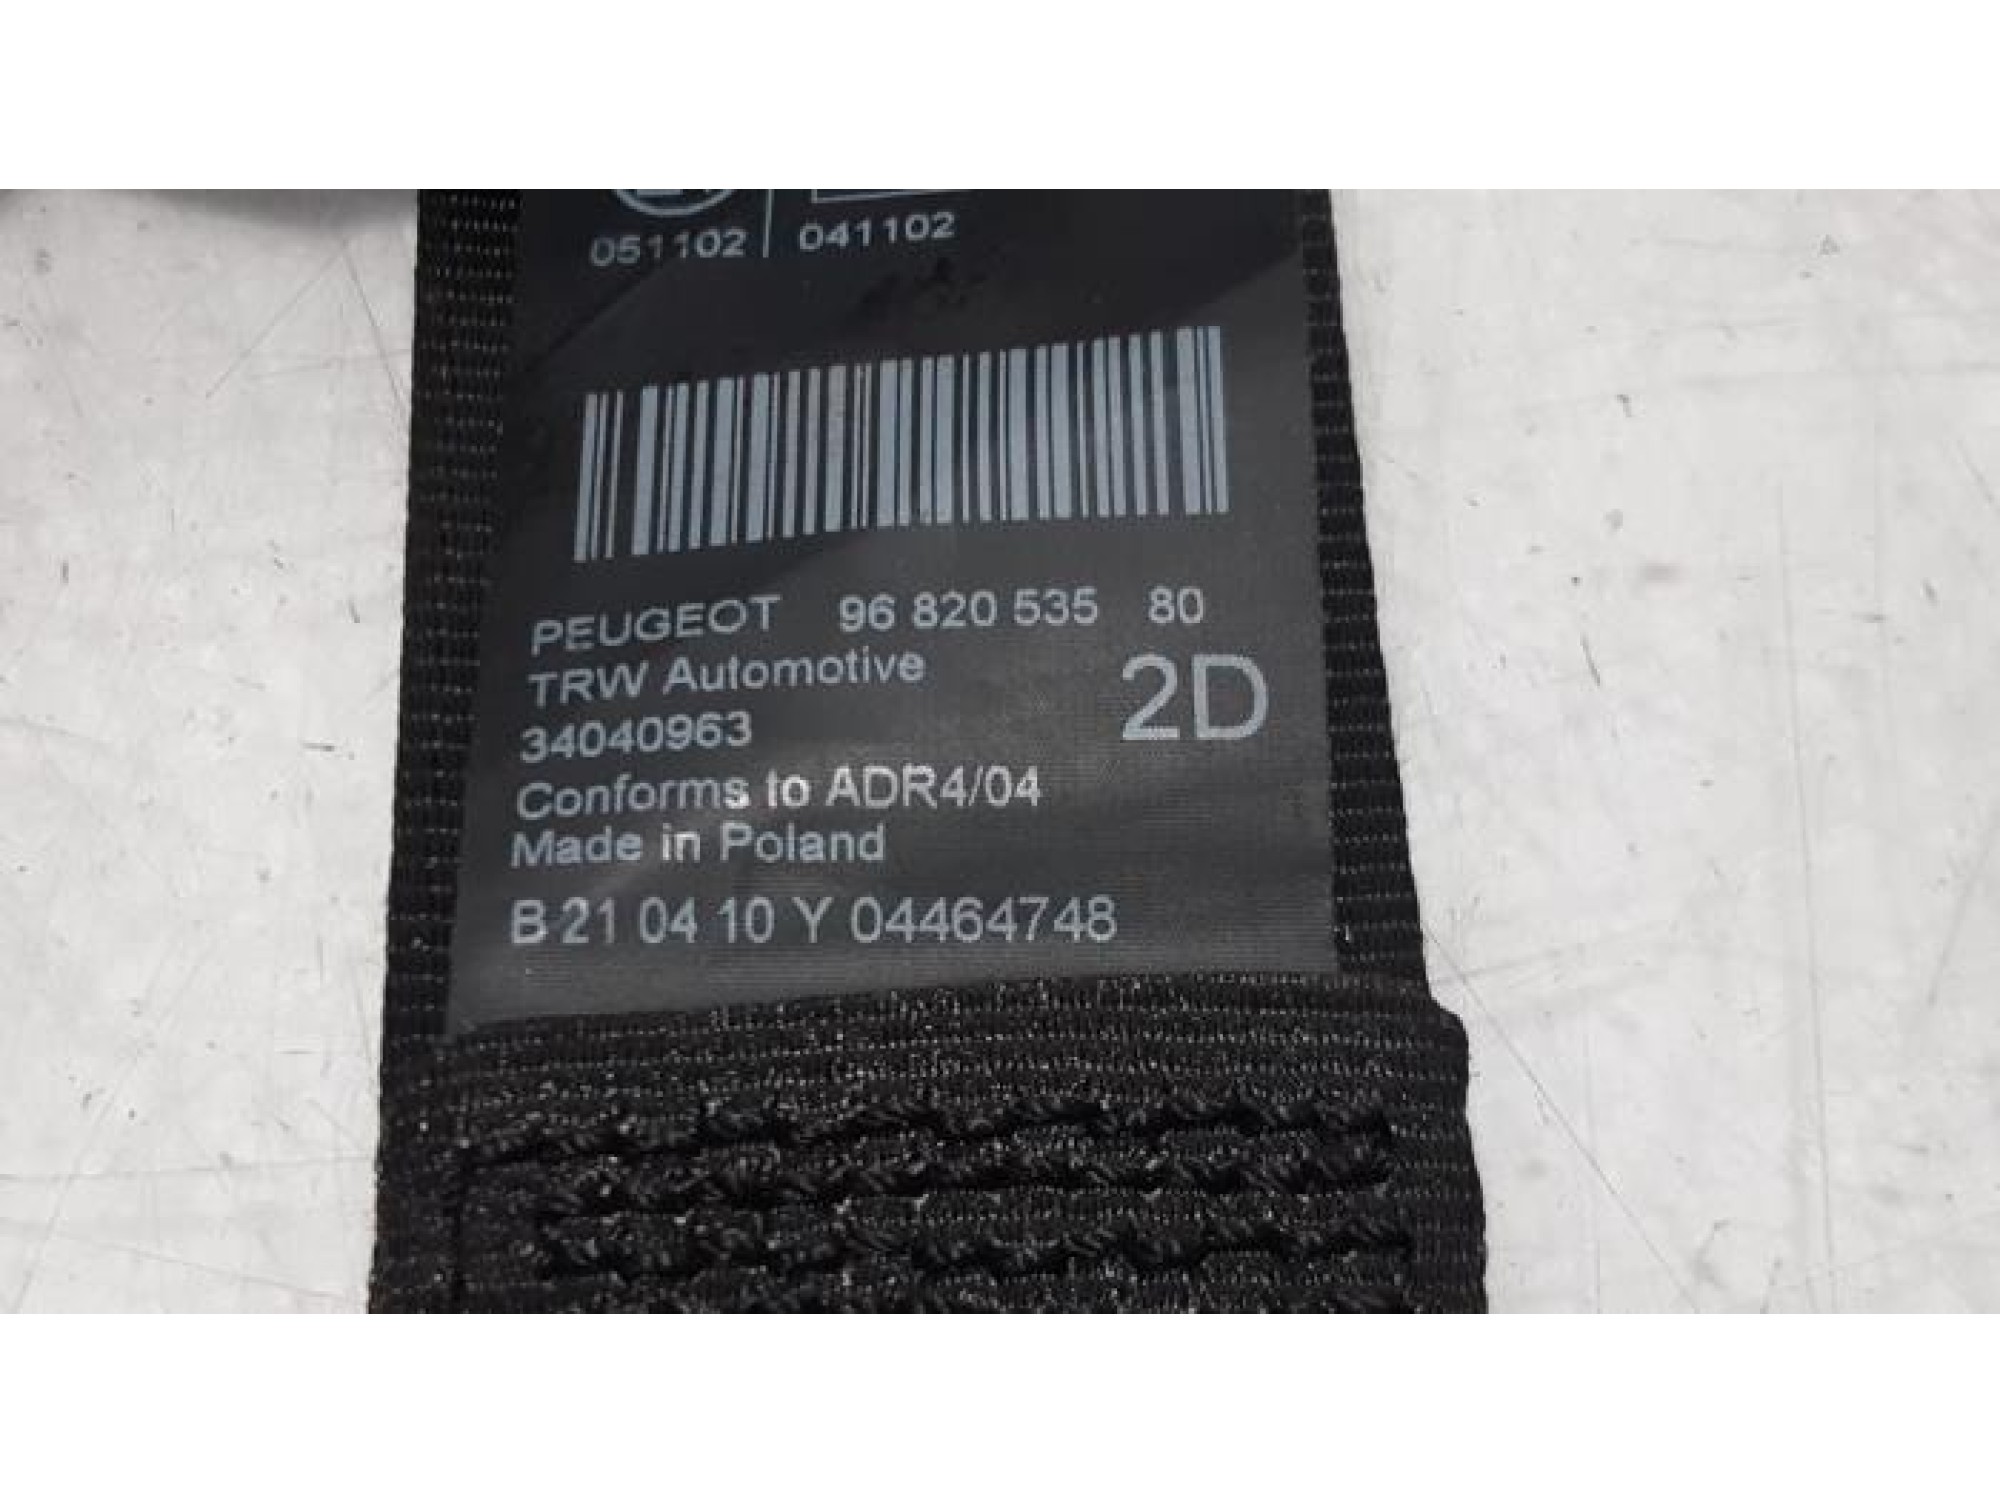 051102 041102
PEUGEOT 96 820 535 80
TRW Automotive 2D
34040963
Conforms to ADR4/04
Made in Poland
B 21 04 10 Y 04464748